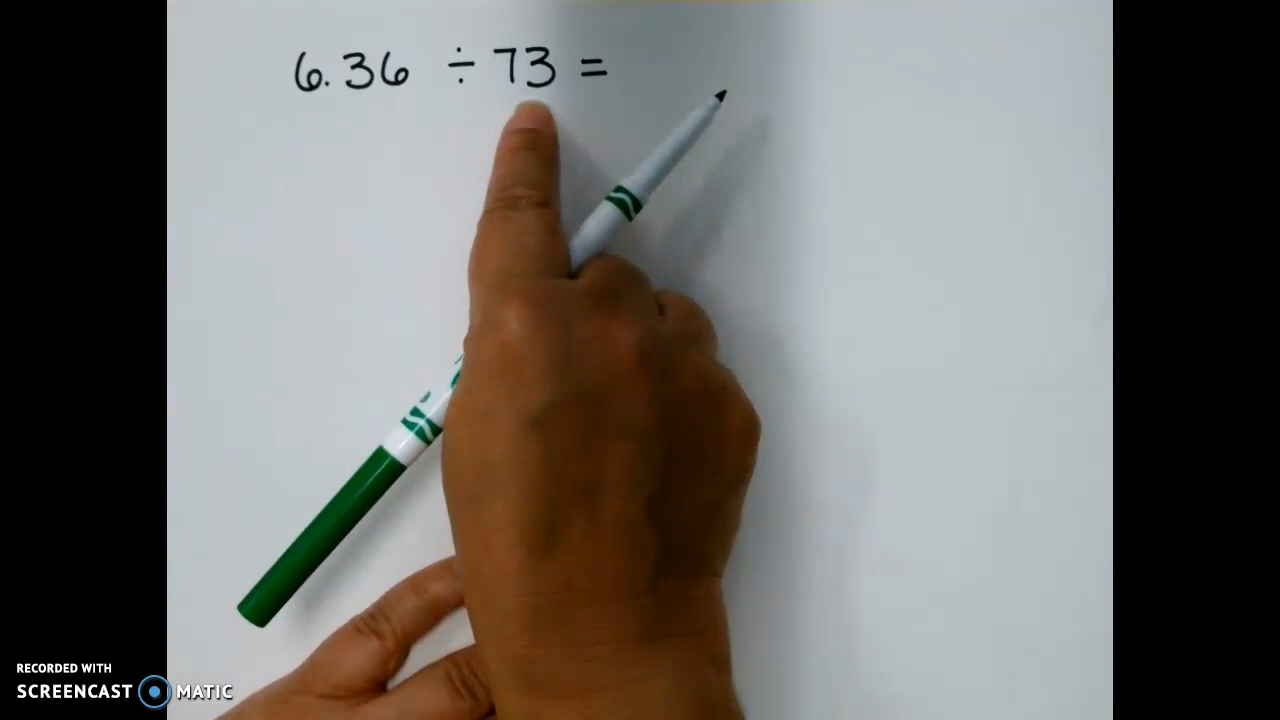 6.36 ÷ 73 =
RECORDED WITH
SCREENCAST MATIC